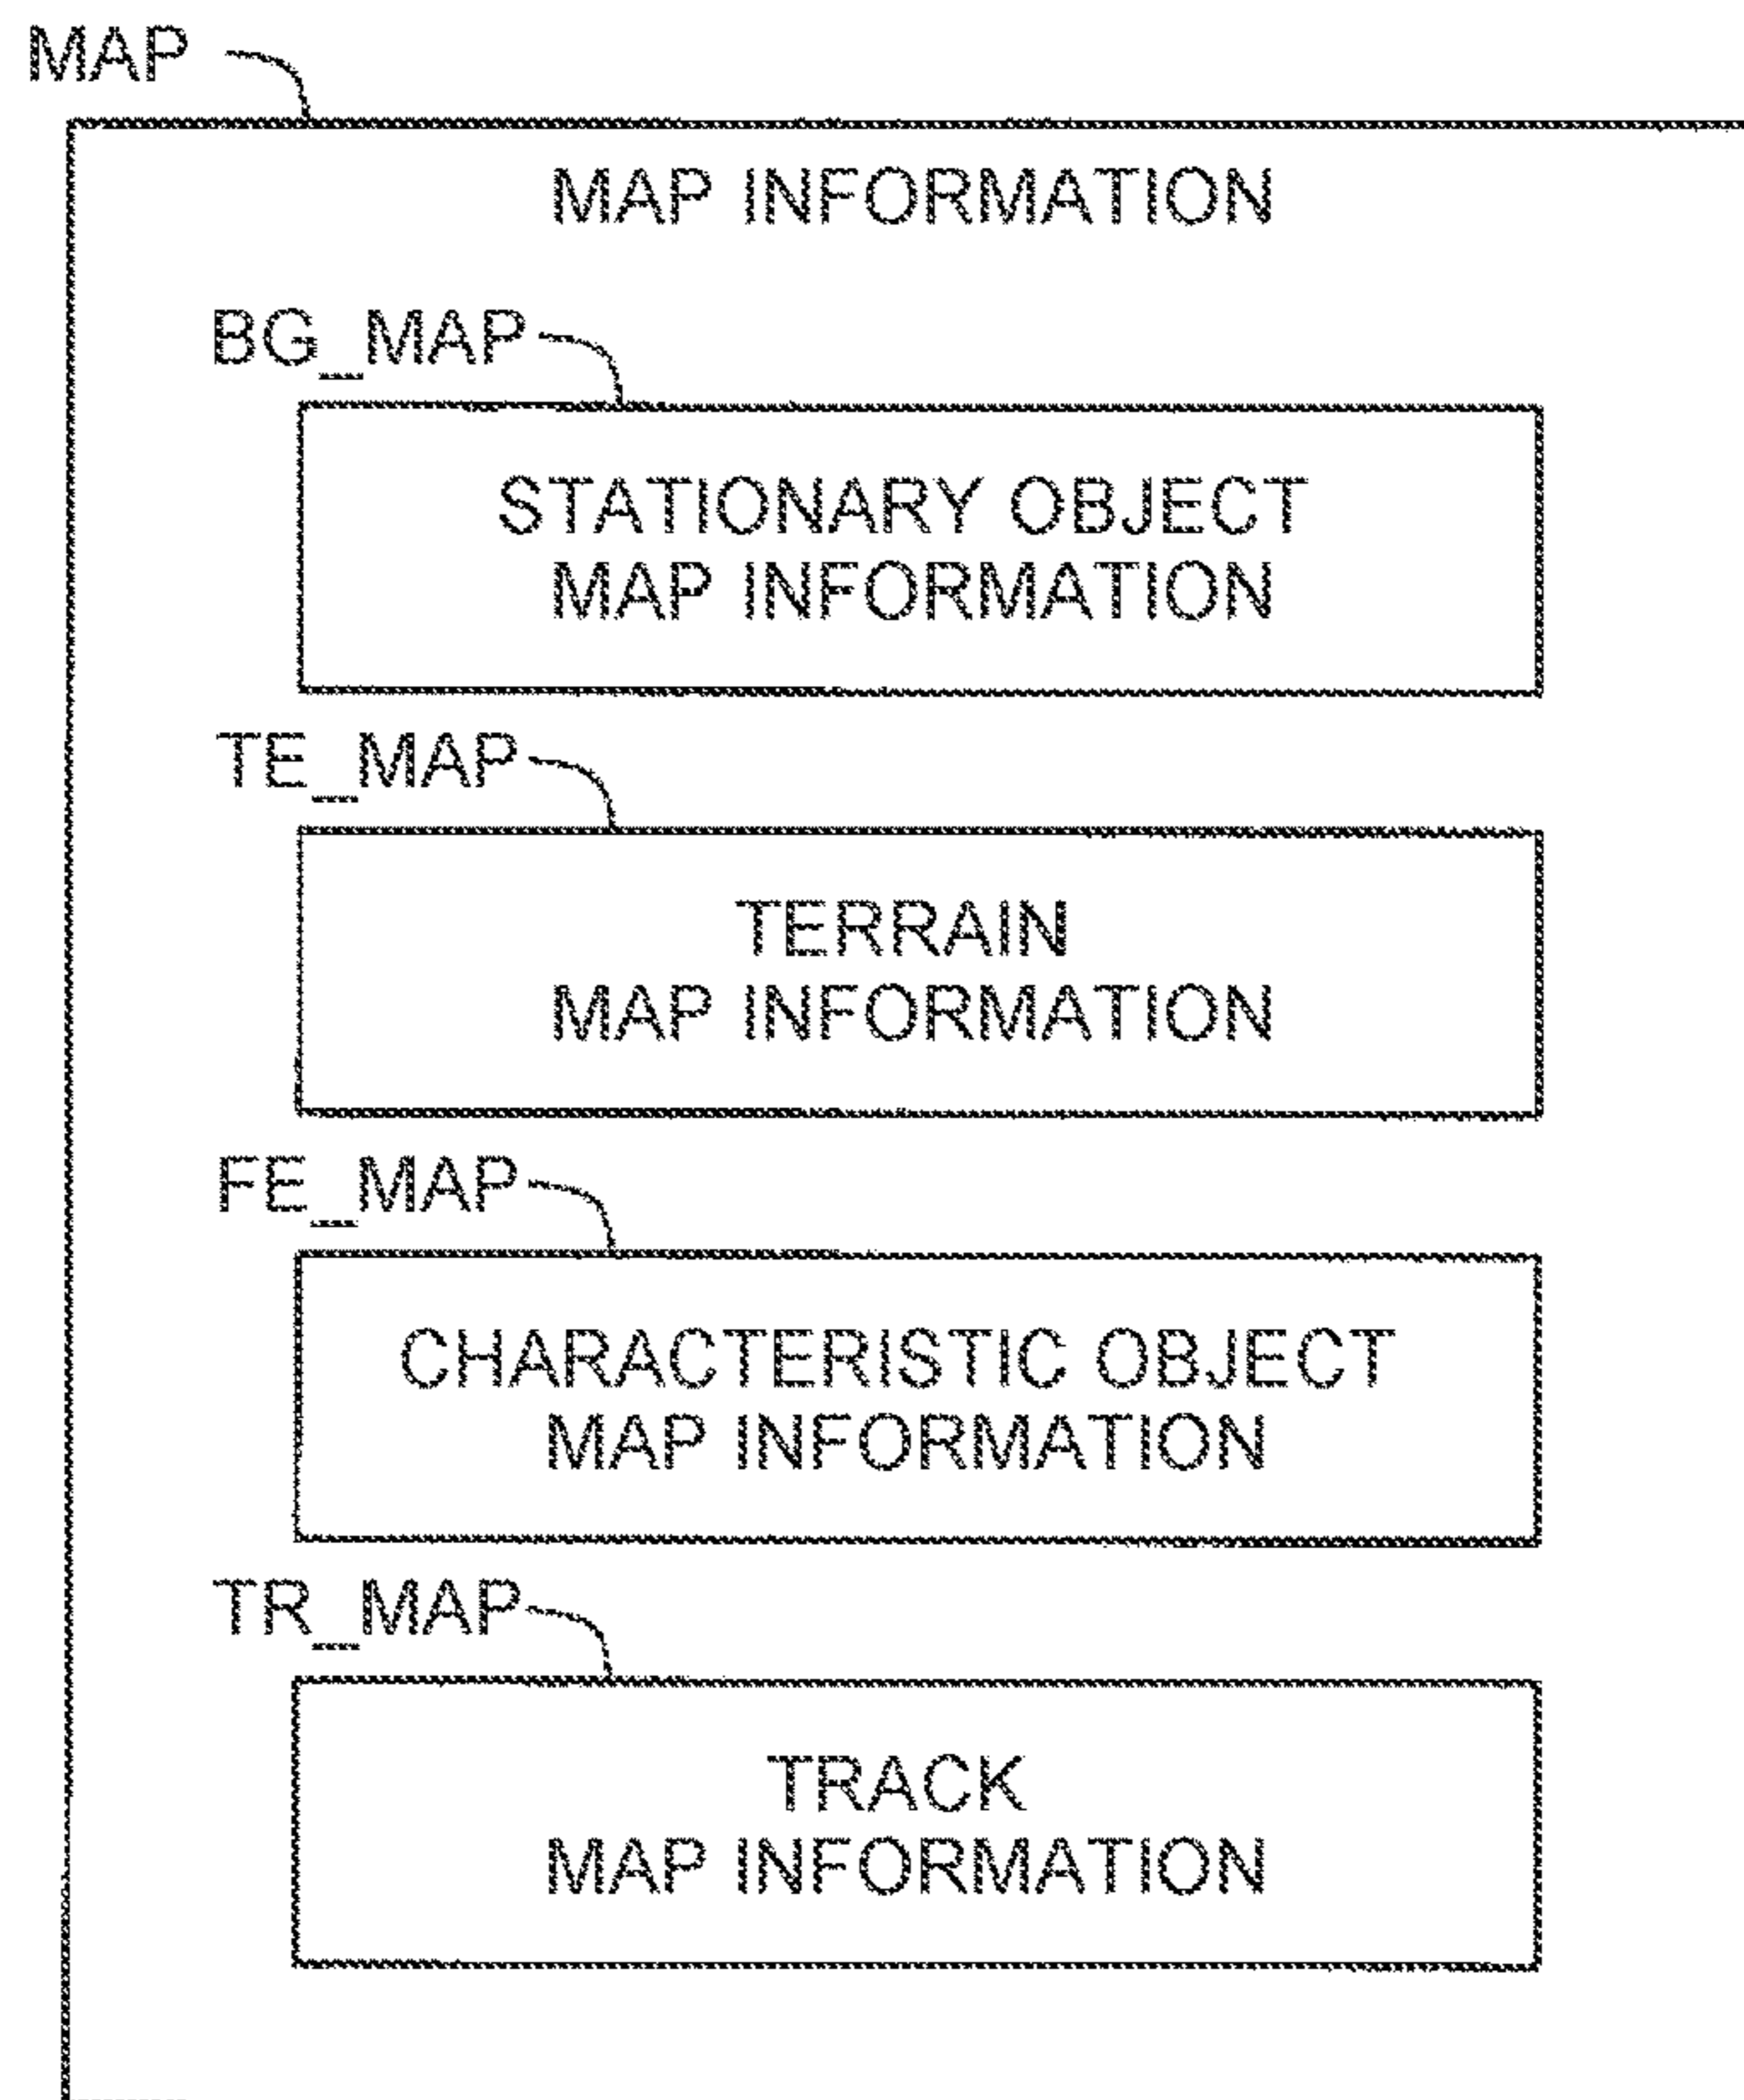 MAP
MAP INFORMATION
BG_MAP
STATIONARY OBJECT
MAP INFORMATION
TE_MAP
TERRAIN
MAP INFORMATION
FE_MAP
CHARACTERISTIC OBJECT
MAP INFORMATION
TR_MAP
TRACK
MAP INFORMATION